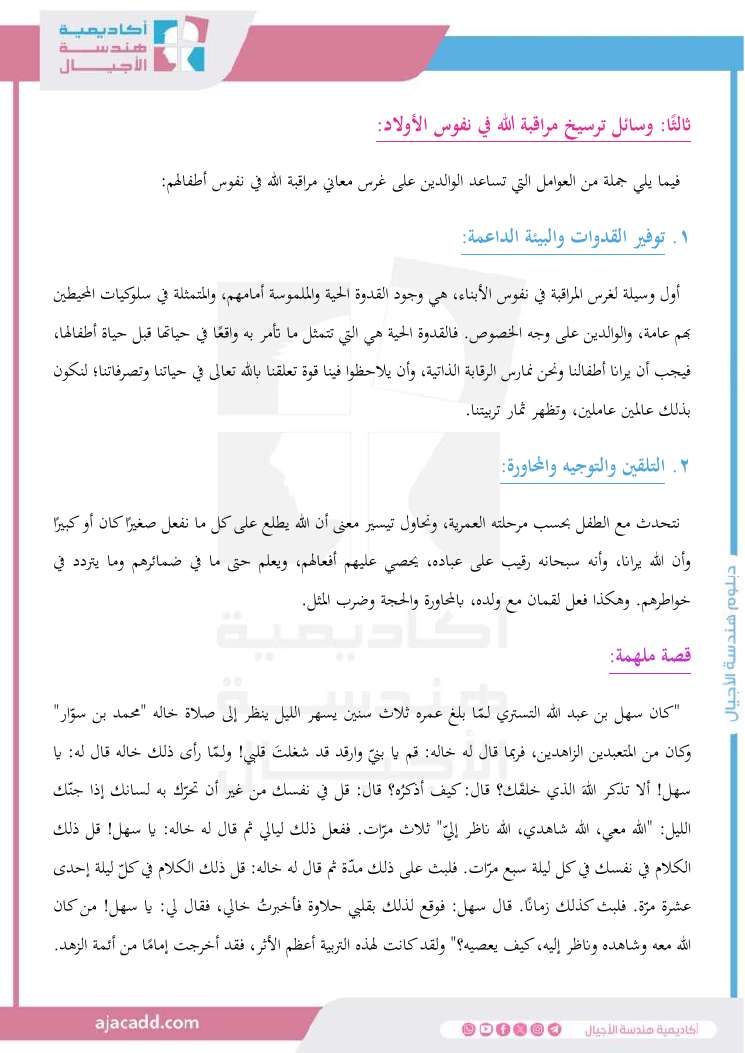 أكاديمية
هندسة
الأجيال
ثالثًا: وسائل ترسيخ مراقبة الله في نفوس الأولاد:
فيما يلي جملة من العوامل التي تساعد الوالدين على غرس معاني مراقبة الله في نفوس أطفالهم:
١. توفير القدوات والبيئة الداعمة:
أول وسيلة لغرس المراقبة في نفوس الأبناء، هي وجود القدوة الحية والملموسة أمامهم، والمتمثلة في سلوكيات المحيطين
بهم عامة، والوالدين على وجه الخصوص. فالقدوة الحية هي التي تتمثل ما تأمر به واقعًا في حياتها قبل حياة أطفالها،
فيجب أن يرانا أطفالنا ونحن نمارس الرقابة الذاتية، وأن يلاحظوا فينا قوة تعلقنا بالله تعالى في حياتنا وتصرفاتنا؛ لنكون
بذلك عالمين عاملين، وتظهر ثمار تربيتنا.
٢. التلقين والتوجيه والمحاورة:
نتحدث مع الطفل بحسب مرحلته العمرية، ونحاول تيسير معنى أن الله يطلع على كل ما نفعل صغيرًا كان أو كبيرًا
وأن الله يرانا، وأنه سبحانه رقيب على عباده، يحصي عليهم أفعالهم، ويعلم حتى ما في ضمائرهم وما يتردد في
خواطرهم. وهكذا فعل لقمان مع ولده، بالمحاورة والحجة وضرب المثل.
أكاديمية
هندسة
الأجيال
قصة ملهمة:
"كان سهل بن عبد الله التستري لمّا بلغ عمره ثلاث سنين يسهر الليل ينظر إلى صلاة خاله "محمد بن سوّار"
وكان من المتعبدين الزاهدين، فربما قال له خاله: قم يا بنيّ وارقد قد شغلتَ قلبي! ولمّا رأى ذلك خاله قال له: يا
سهل! ألا تذكر اللهَ الذي خلقَك؟ قال: كيف أذكرُه؟ قال: قل في نفسك من غير أن تحرّك به لسانك إذا جنّك
الليل: "الله معي، الله شاهدي، الله ناظر إليّ" ثلاث مرّات. ففعل ذلك ليالي ثم قال له خاله: يا سهل! قل ذلك
الكلام في نفسك في كل ليلة سبع مرّات. فلبث على ذلك مدّة ثم قال له خاله: قل ذلك الكلام في كلّ ليلة إحدى
عشرة مرّة. فلبث كذلك زمانًا. قال سهل: فوقع لذلك بقلبي حلاوة فأخبرتُ خالي، فقال لي: يا سهل! من كان
الله معه وشاهده وناظر إليه، كيف يعصيه؟" ولقد كانت لهذه التربية أعظم الأثر، فقد أخرجت إمامًا من أئمة الزهد.
دبلوم هندسة الأجيال
أكاديمية هندسة الأجيال
ajacadd.com